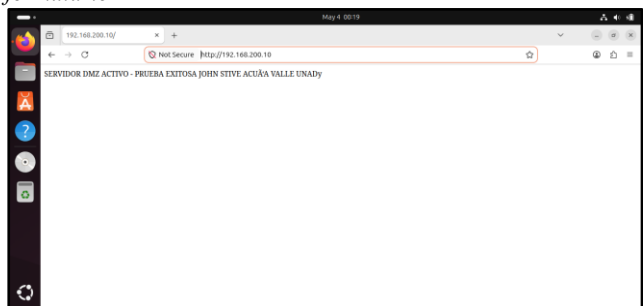 May 4 00:19
192.168.200.10/
Not Secure http://192.168.200.10
SERVIDOR DMZ ACTIVO - PRUEBA EXITOSA JOHN STIVE ACUÃ‘A VALLE UNADy